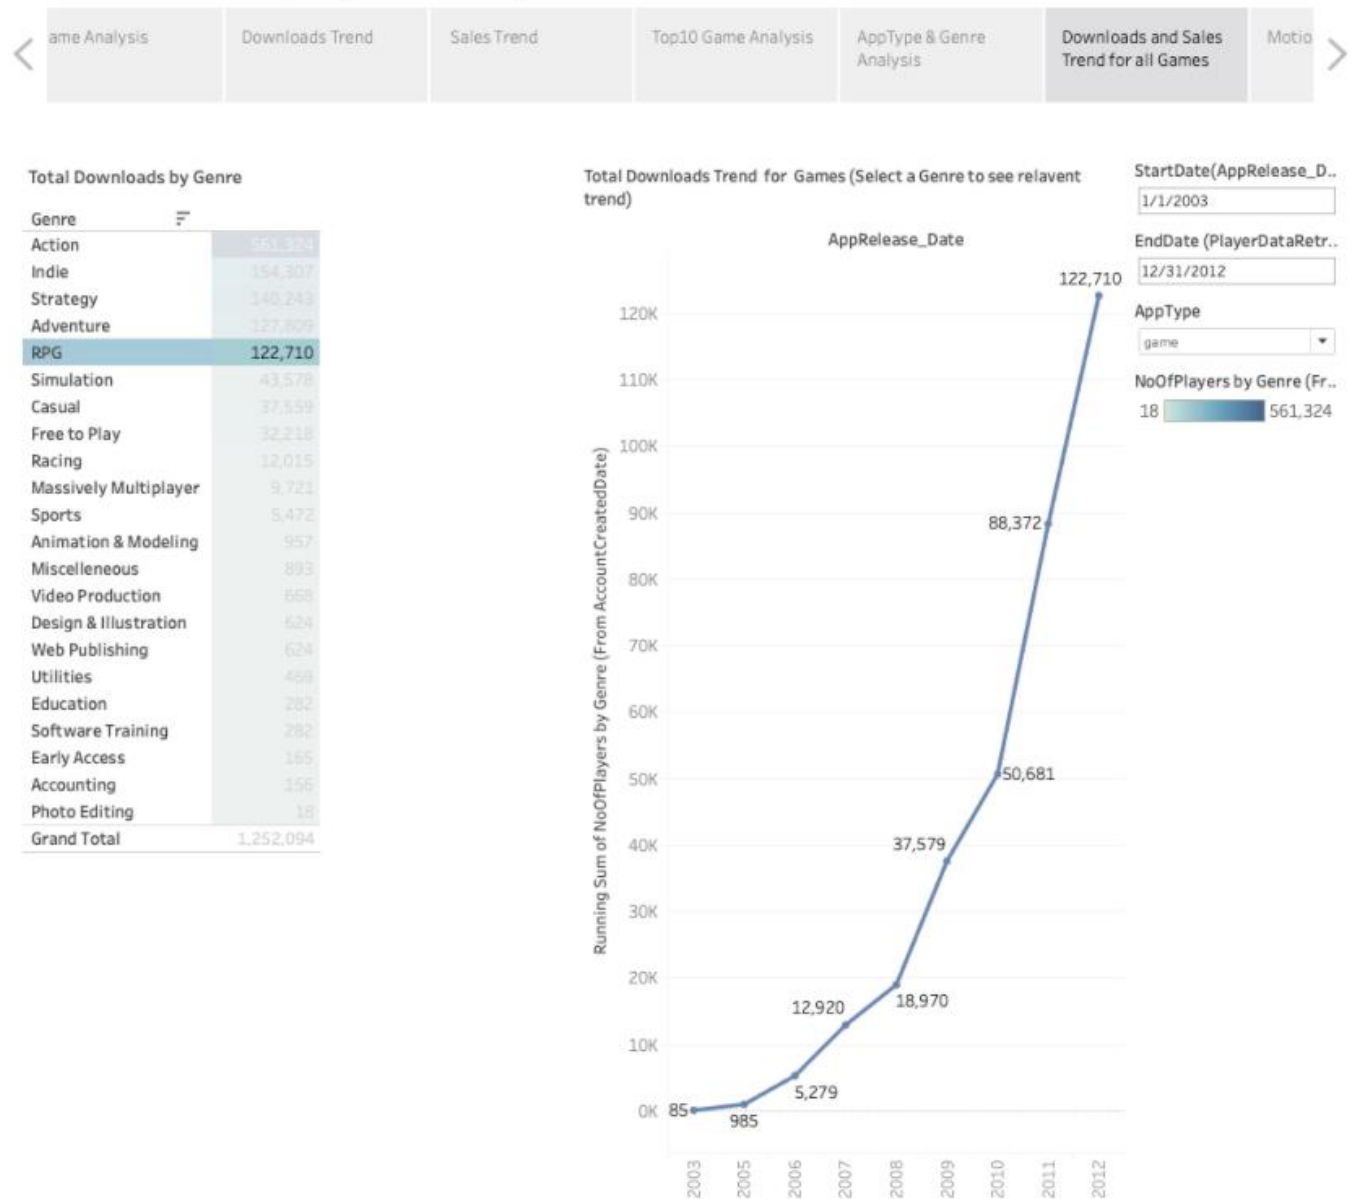 ame Analysis
Downloads Trend
Sales Trend
Top10 Game Analysis
AppType & Genre
Analysis
Downloads and Sales
Trend for all Games
Motio
Total Downloads by Genre
Genre
Action 561,324
Indie 154,307
Strategy 140,243
Adventure 127,809
RPG 122,710
Simulation 43,578
Casual 37,559
Free to Play 32,218
Racing 12,015
Massively Multiplayer 9,721
Sports 5,472
Animation & Modeling 957
Miscelleneous 893
Video Production 668
Design & Illustration 624
Web Publishing 624
Utilities 469
Education 282
Software Training 282
Early Access 165
Accounting 156
Photo Editing 18
Grand Total 1,252,094
Total Downloads Trend for Games (Select a Genre to see relavent
trend)
AppRelease_Date
Running Sum of NoOfPlayers by Genre (From AccountCreatedDate)
120K
110K
100K
90K
80K
70K
60K
50K
40K
30K
20K
10K
0K
122,710
88,372
50,681
37,579
18,970
12,920
5,279
985
85
2003
2005
2006
2007
2008
2009
2010
2011
2012
StartDate(AppRelease_D..
1/1/2003
EndDate (PlayerDataRetr..
12/31/2012
AppType
game
NoOfPlayers by Genre (Fr..
18 561,324